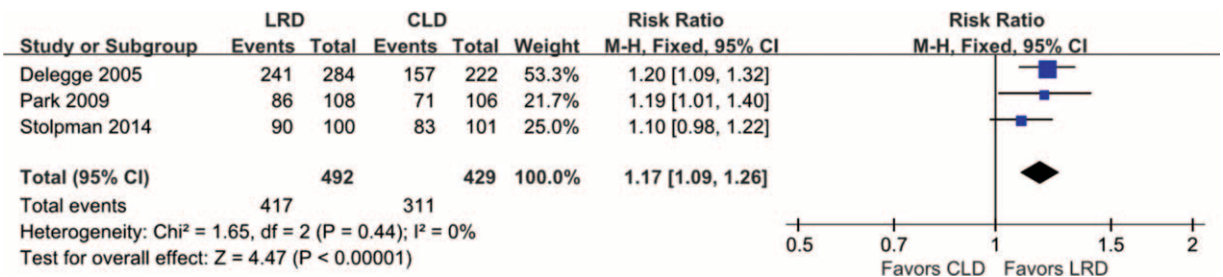 LRD CLD Risk Ratio Risk Ratio
Study or Subgroup Events Total Events Total Weight M-H, Fixed, 95% CI M-H, Fixed, 95% CI
Delegge 2005 241 284 157 222 53.3% 1.20 [1.09, 1.32]
Park 2009 86 108 71 106 21.7% 1.19 [1.01, 1.40]
Stolpman 2014 90 100 83 101 25.0% 1.10 [0.98, 1.22]
Total (95% CI) 492 429 100.0% 1.17 [1.09, 1.26]
Total events 417 311
Heterogeneity: Chi² = 1.65, df = 2 (P = 0.44); I² = 0%
Test for overall effect: Z = 4.47 (P < 0.00001)
0.5 0.7 1 1.5 2
Favors CLD Favors LRD